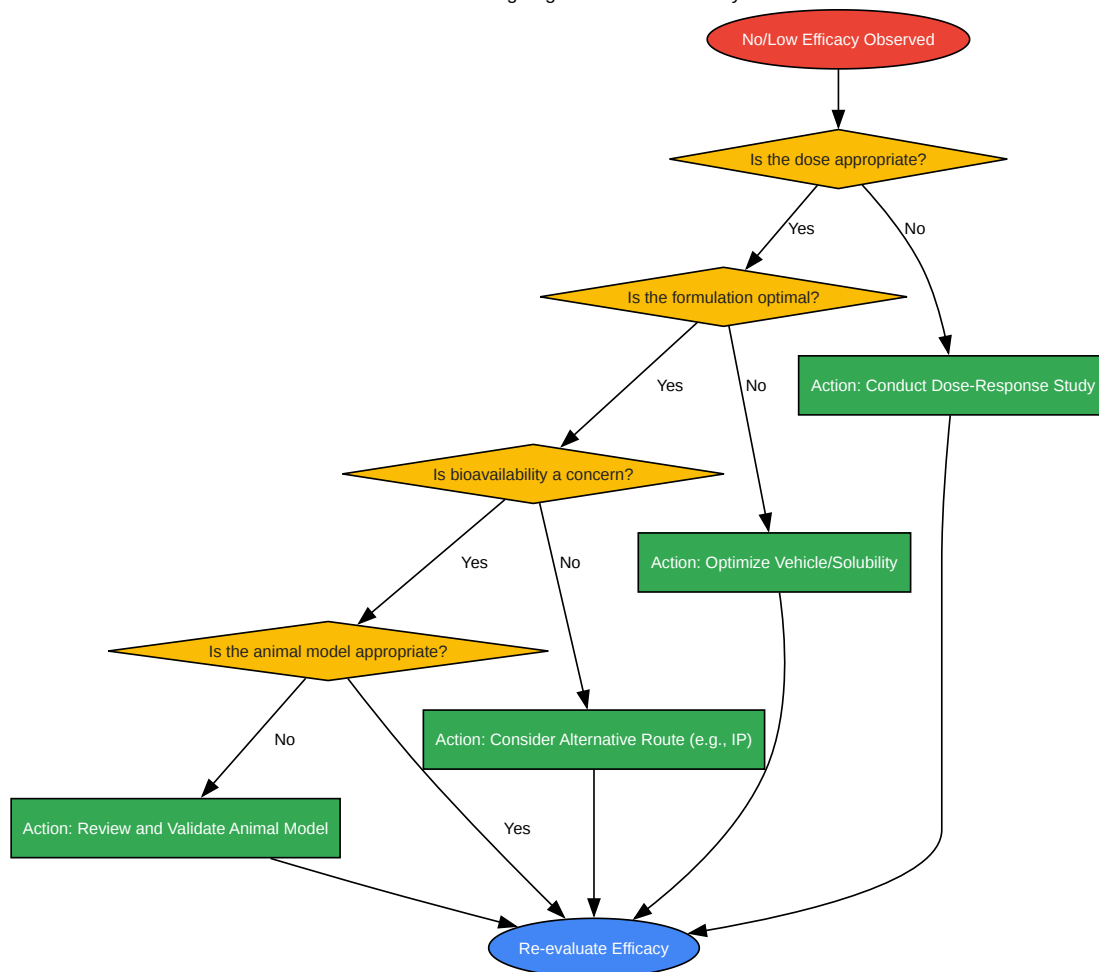 No/Low Efficacy Observed
Is the dose appropriate?
Yes
No
Is the formulation optimal?
Yes
No
Action: Conduct Dose-Response Study
Is bioavailability a concern?
Yes
No
Action: Optimize Vehicle/Solubility
Is the animal model appropriate?
No
Yes
Action: Consider Alternative Route (e.g., IP)
Action: Review and Validate Animal Model
Re-evaluate Efficacy